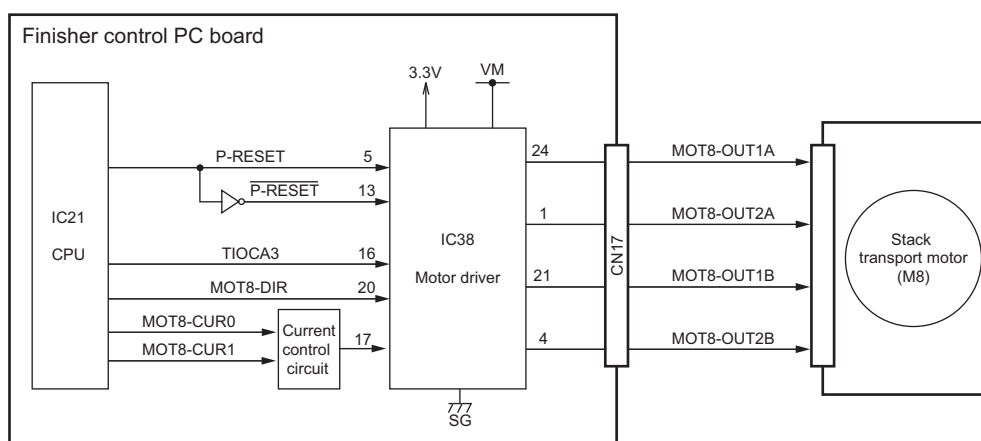 Finisher control PC board
3.3V
VM
P-RESET
5
24
MOT8-OUT1A
P-RESET
13
IC21
CPU
1
MOT8-OUT2A
IC38
Motor driver
CN17
Stack
transport motor
(M8)
TIOCA3
16
MOT8-DIR
20
21
MOT8-OUT1B
MOT8-CUR0
MOT8-CUR1
Current
control
circuit
17
4
MOT8-OUT2B
SG